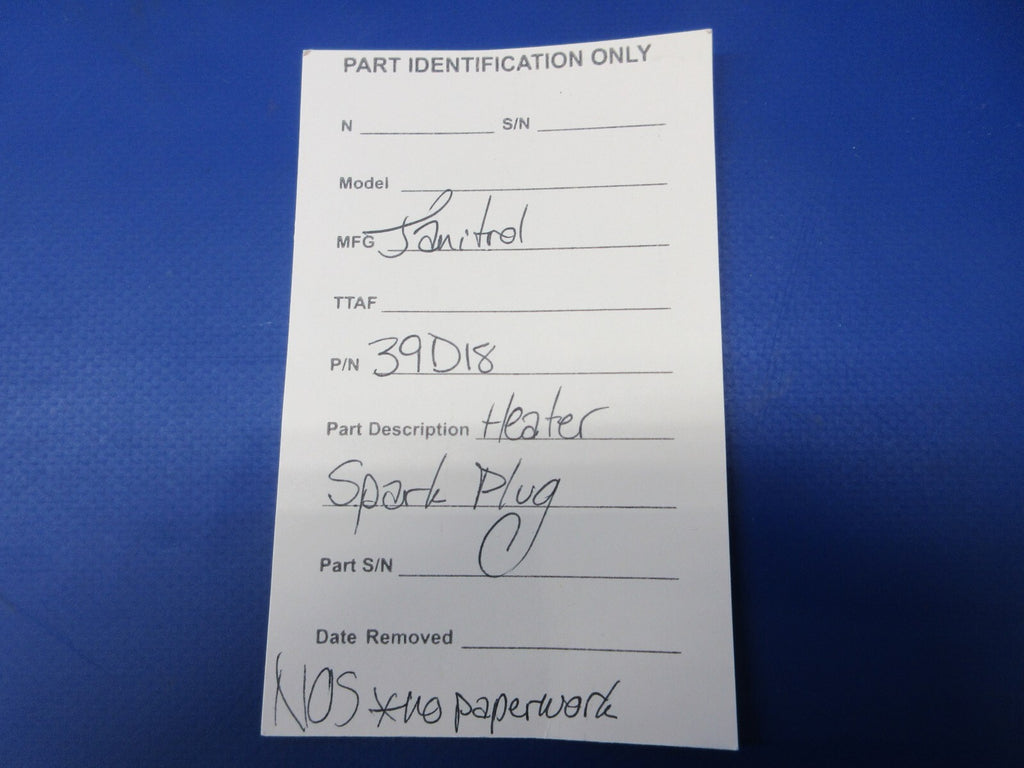 PART IDENTIFICATION ONLY
N S/N
Model
MFG Janitrol
TTAF
P/N 39D18
Part Description Heater
Spark Plug
Part S/N
Date Removed
NOS *no paperwork